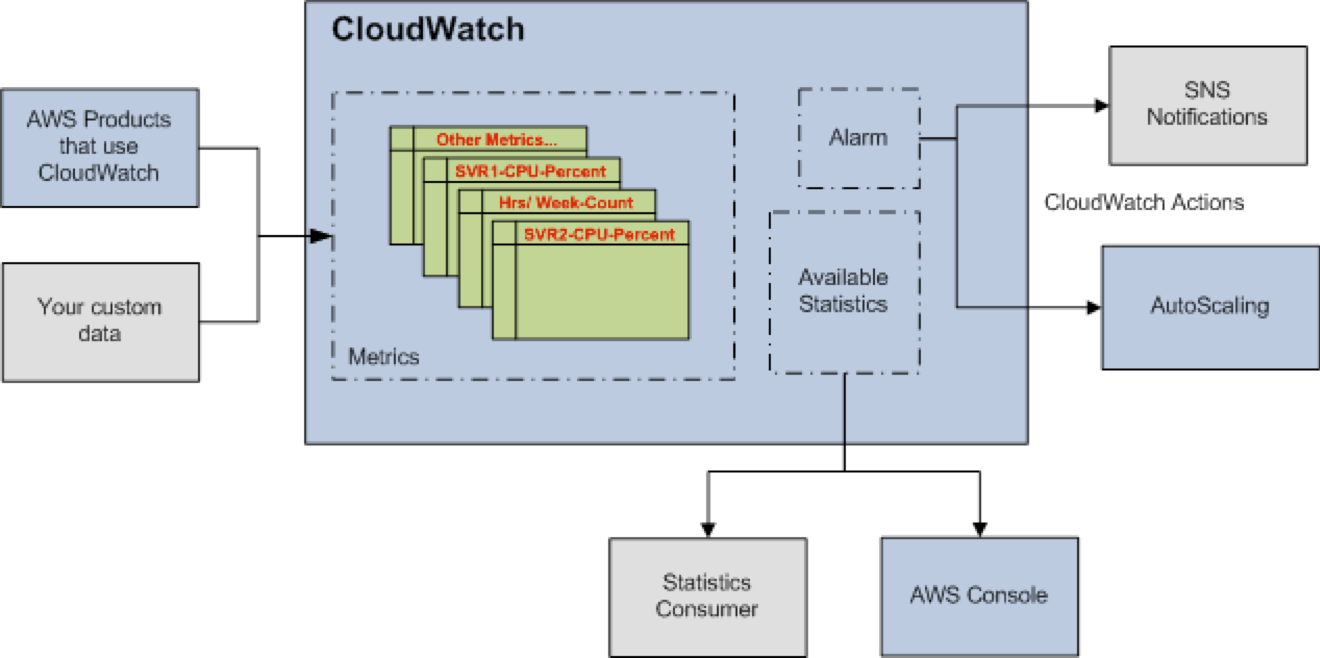 CloudWatch
AWS Products
that use
CloudWatch
Your custom
data
Other Metrics...
SVR1-CPU-Percent
Hrs/ Week-Count
SVR2-CPU-Percent
Metrics
Alarm
Available
Statistics
SNS
Notifications
CloudWatch Actions
AutoScaling
Statistics
Consumer
AWS Console